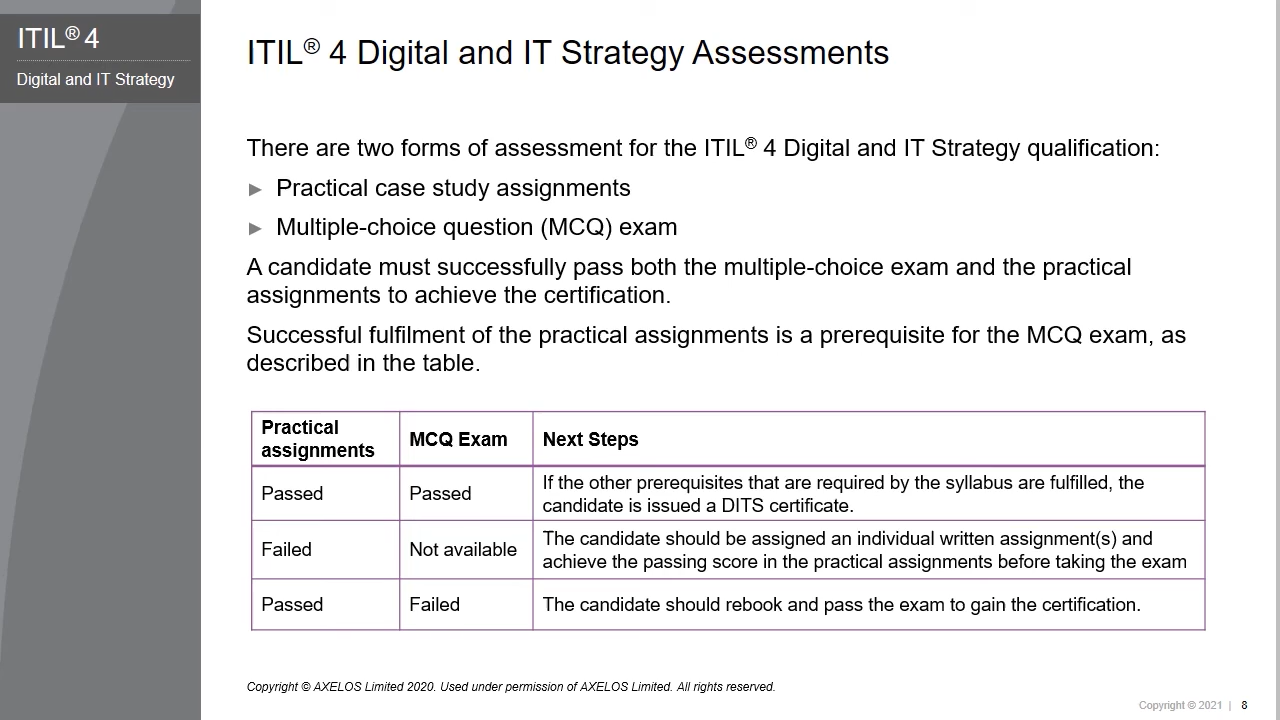 ITIL® 4
Digital and IT Strategy
ITIL® 4 Digital and IT Strategy Assessments
There are two forms of assessment for the ITIL® 4 Digital and IT Strategy qualification:
► Practical case study assignments
► Multiple-choice question (MCQ) exam
A candidate must successfully pass both the multiple-choice exam and the practical
assignments to achieve the certification.
Successful fulfilment of the practical assignments is a prerequisite for the MCQ exam, as
described in the table.
Practical
assignments
MCQ Exam
Next Steps
Passed
Passed
If the other prerequisites that are required by the syllabus are fulfilled, the
candidate is issued a DITS certificate.
Failed
Not available
The candidate should be assigned an individual written assignment(s) and
achieve the passing score in the practical assignments before taking the exam
Passed
Failed
The candidate should rebook and pass the exam to gain the certification.
Copyright © AXELOS Limited 2020. Used under permission of AXELOS Limited. All rights reserved.
Copyright © 2021 | 8